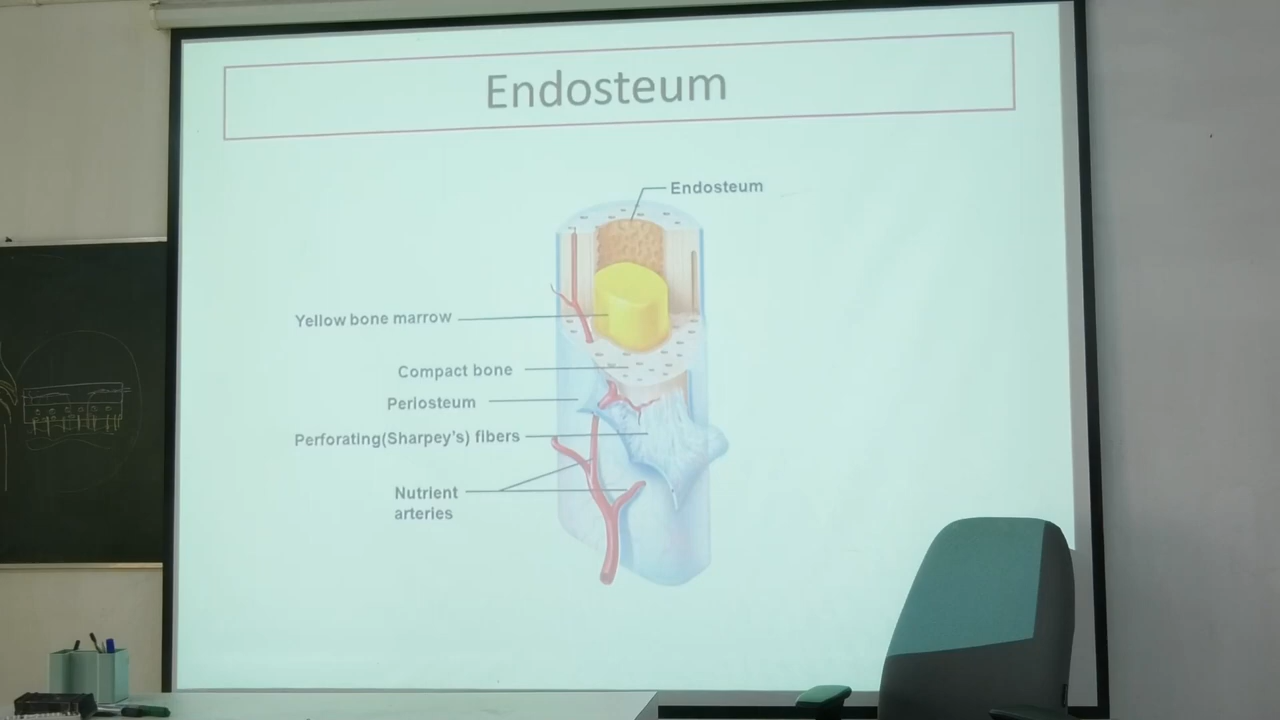 Endosteum
Endosteum
Yellow bone marrow
Compact bone
Periosteum
Perforating(Sharpey's) fibers
Nutrient
arteries